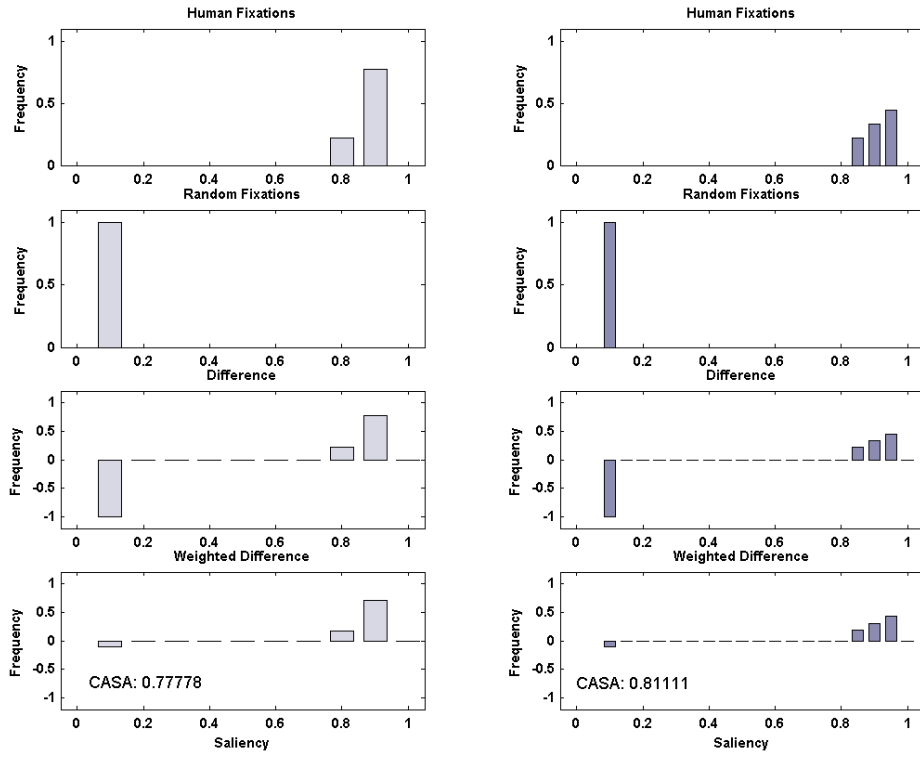 Human Fixations
1
0.5
0
Frequency
0 0.2 0.4 0.6 0.8 1
Random Fixations
1
0.5
0
Frequency
0 0.2 0.4 0.6 0.8 1
Difference
1
0.5
0
-0.5
-1
Frequency
0 0.2 0.4 0.6 0.8 1
Weighted Difference
1
0.5
0
-0.5
-1
Frequency
CASA: 0.77778
0 0.2 0.4 0.6 0.8 1
Saliency
Human Fixations
1
0.5
0
Frequency
0 0.2 0.4 0.6 0.8 1
Random Fixations
1
0.5
0
Frequency
0 0.2 0.4 0.6 0.8 1
Difference
1
0.5
0
-0.5
-1
Frequency
0 0.2 0.4 0.6 0.8 1
Weighted Difference
1
0.5
0
-0.5
-1
Frequency
CASA: 0.81111
0 0.2 0.4 0.6 0.8 1
Saliency